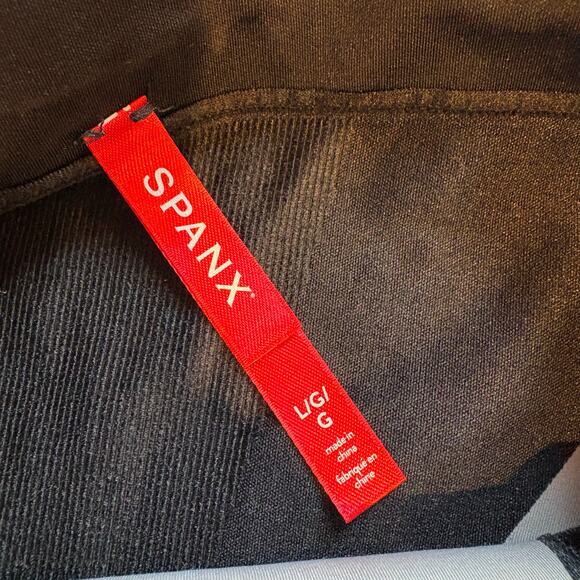 SPANX®
L/G/
G
made in
china
fabriqué en
chine